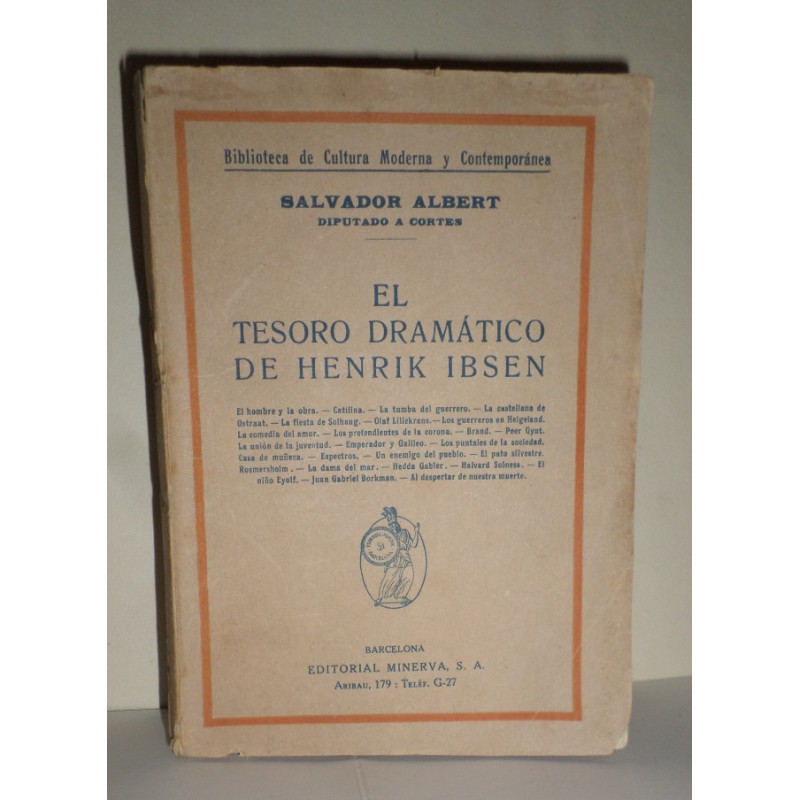 Biblioteca de Cultura Moderna y Contemporánea
SALVADOR ALBERT
DIPUTADO A CORTES
EL
TESORO DRAMÁTICO
DE HENRIK IBSEN
El hombre y la obra. — Catilina. — La tumba del guerrero. — La castellana de
Ostraat. — La fiesta de Solhaug. — Olaf Liliekrans. — Los guerreros en Helgeland.
La comedia del amor. — Los pretendientes de la corona. — Brand. — Peer Gynt.
La unión de la juventud. — Emperador y Galileo. — Los puntales de la sociedad.
Casa de muñeca. — Espectros. — Un enemigo del pueblo. — El pato silvestre.
Rosmersholm. — La dama del mar. — Hedda Gabler. — Halvard Solness. — El
niño Eyolf. — Juan Gabriel Borkman. — Al despertar de nuestra muerte.
BARCELONA
EDITORIAL MINERVA, S. A.
ARIBAU, 179 : TELÉF. G-27